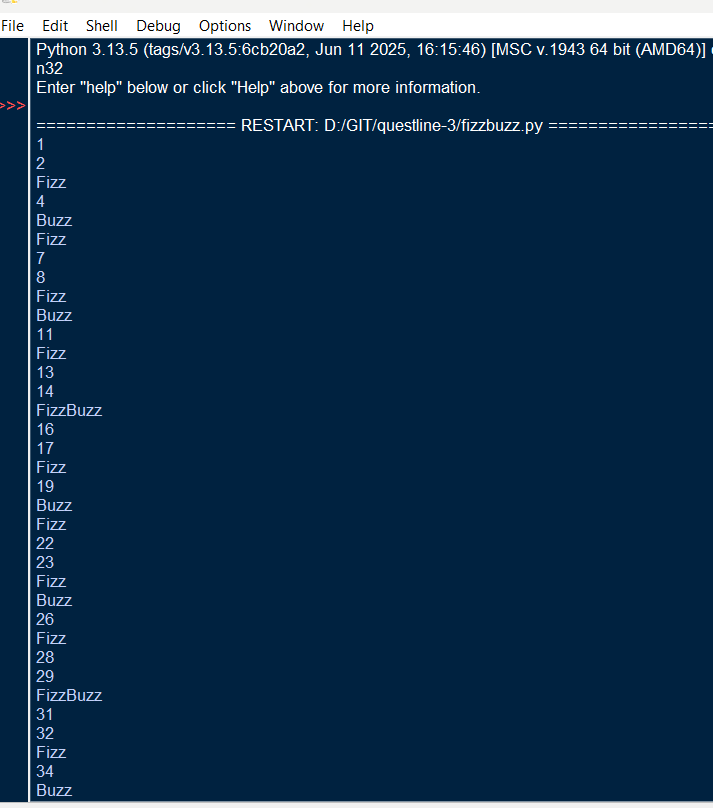 File Edit Shell Debug Options Window Help
Python 3.13.5 (tags/v3.13.5:6cb20a2, Jun 11 2025, 16:15:46) [MSC v.1943 64 bit (AMD64)]
n32
Enter "help" below or click "Help" above for more information.
>>>
==================== RESTART: D:/GIT/questline-3/fizzbuzz.py =================
1
2
Fizz
4
Buzz
Fizz
7
8
Fizz
Buzz
11
Fizz
13
14
FizzBuzz
16
17
Fizz
19
Buzz
Fizz
22
23
Fizz
Buzz
26
Fizz
28
29
FizzBuzz
31
32
Fizz
34
Buzz